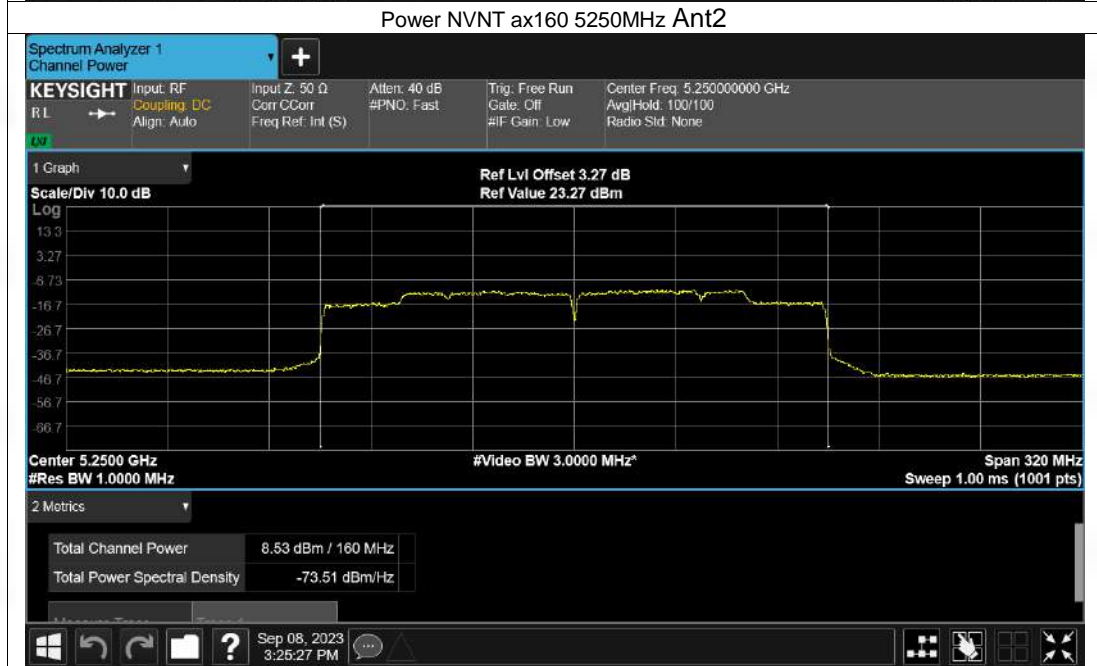 Power NVNT ax160 5250MHz Ant2
Spectrum Analyzer 1
Channel Power
+
KEYSIGHT Input: RF Input Z: 50 Ω Atten: 40 dB Trig: Free Run Center Freq: 5.250000000 GHz
RL Coupling: DC Corr CCorr #PNO: Fast Gate: Off Avg|Hold: 100/100
Align: Auto Freq Ref: Int (S) #IF Gain: Low Radio Std: None
LXI
1 Graph
Ref Lvl Offset 3.27 dB
Scale/Div 10.0 dB Ref Value 23.27 dBm
Log
13.3
3.27
-6.73
-16.7
-26.7
-36.7
-46.7
-56.7
-66.7
Center 5.2500 GHz #Video BW 3.0000 MHz* Span 320 MHz
#Res BW 1.0000 MHz Sweep 1.00 ms (1001 pts)
2 Metrics
Total Channel Power 8.53 dBm / 160 MHz
Total Power Spectral Density -73.51 dBm/Hz
? Sep 08, 2023
3:25:27 PM